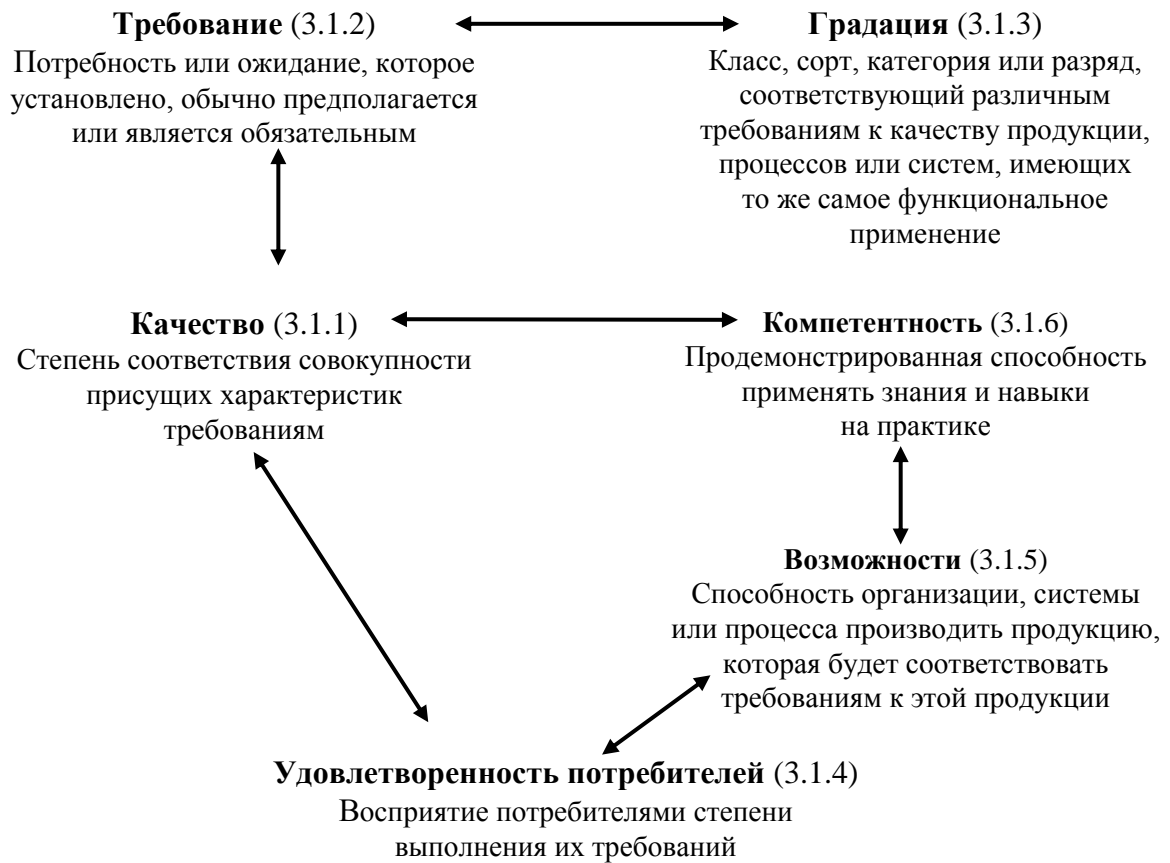 Требование (3.1.2)
Потребность или ожидание, которое
установлено, обычно предполагается
или является обязательным
Градация (3.1.3)
Класс, сорт, категория или разряд,
соответствующий различным
требованиям к качеству продукции,
процессов или систем, имеющих
то же самое функциональное
применение
Качество (3.1.1)
Степень соответствия совокупности
присущих характеристик
требованиям
Компетентность (3.1.6)
Продемонстрированная способность
применять знания и навыки
на практике
Возможности (3.1.5)
Способность организации, системы
или процесса производить продукцию,
которая будет соответствовать
требованиям к этой продукции
Удовлетворенность потребителей (3.1.4)
Восприятие потребителями степени
выполнения их требований